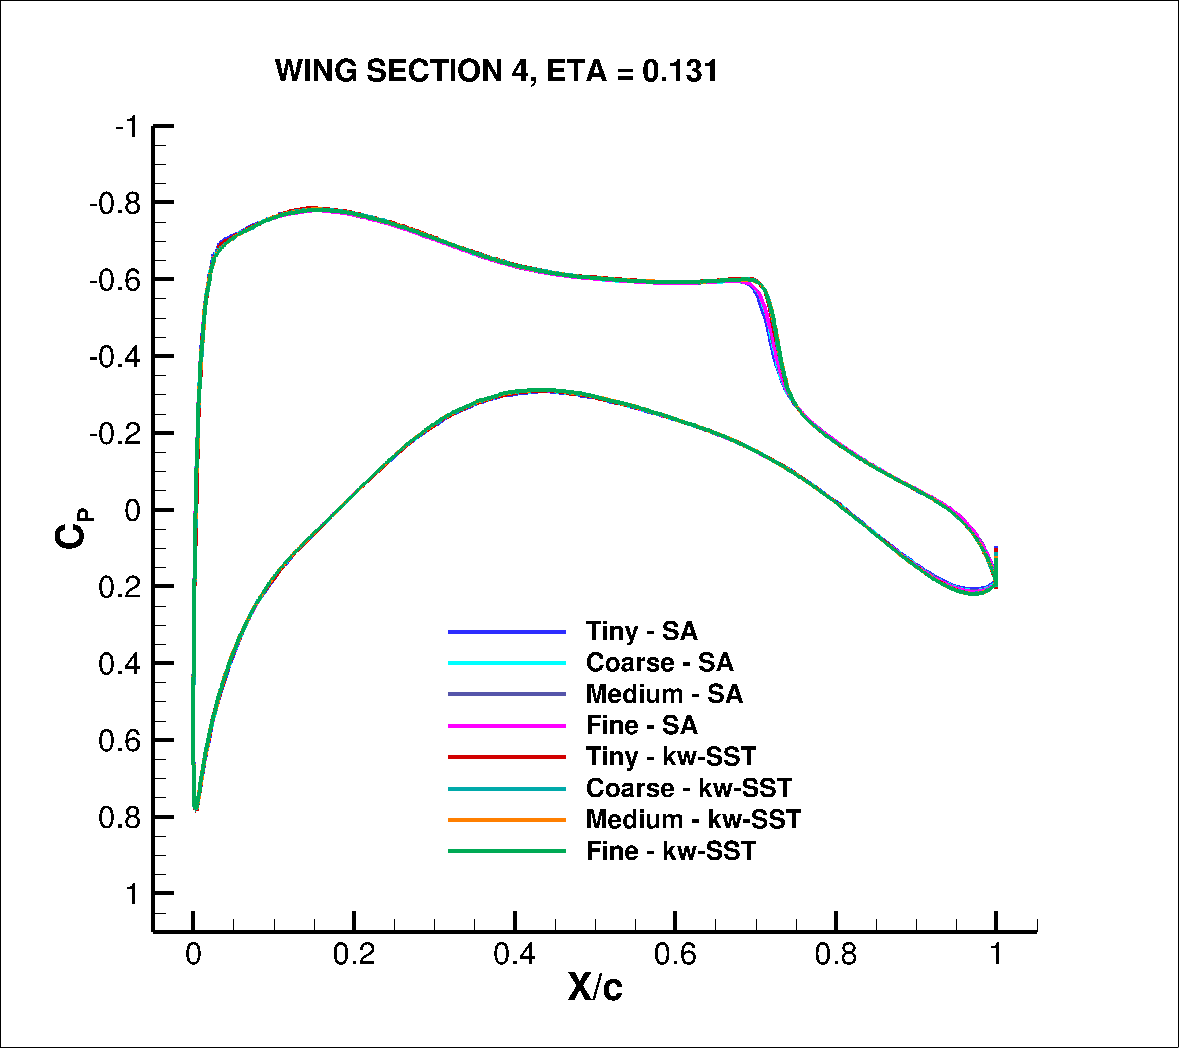 WING SECTION 4, ETA = 0.131
-1
-0.8
-0.6
-0.4
-0.2
0
0.2
0.4
0.6
0.8
1
CP
Tiny - SA
Coarse - SA
Medium - SA
Fine - SA
Tiny - kw-SST
Coarse - kw-SST
Medium - kw-SST
Fine - kw-SST
0 0.2 0.4 0.6 0.8 1
X/c